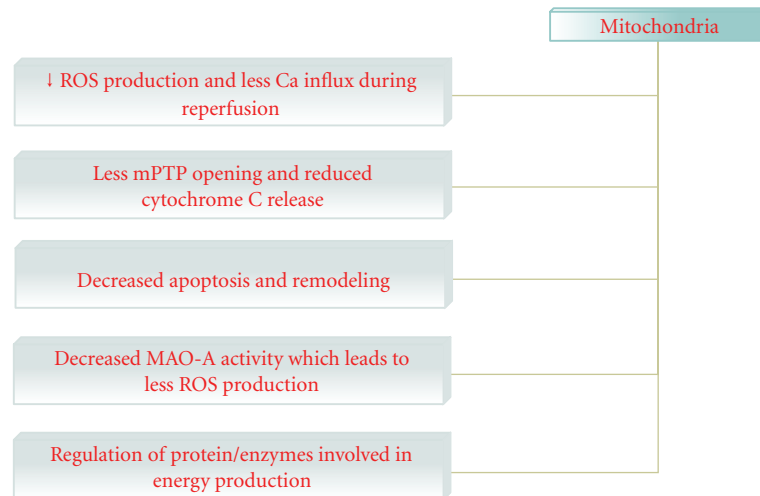 Mitochondria
↓ ROS production and less Ca influx during
reperfusion
Less mPTP opening and reduced
cytochrome C release
Decreased apoptosis and remodeling
Decreased MAO-A activity which leads to
less ROS production
Regulation of protein/enzymes involved in
energy production